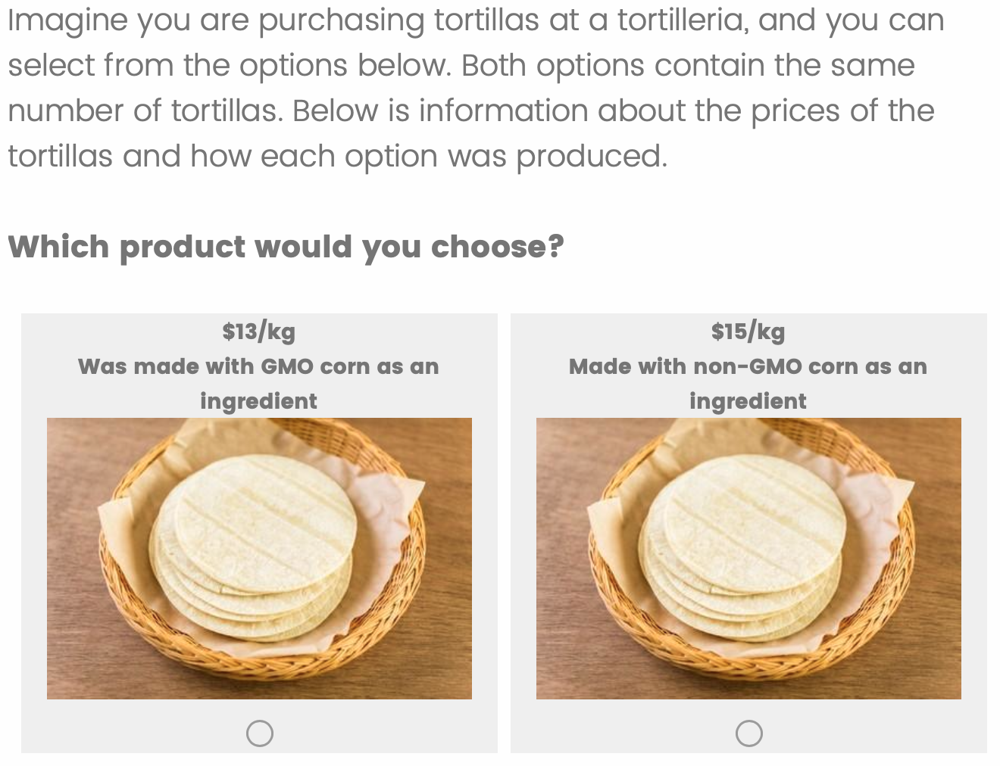 Imagine you are purchasing tortillas at a tortilleria, and you can
select from the options below. Both options contain the same
number of tortillas. Below is information about the prices of the
tortillas and how each option was produced.
Which product would you choose?
$13/kg
Was made with GMO corn as an
ingredient
$15/kg
Made with non-GMO corn as an
ingredient